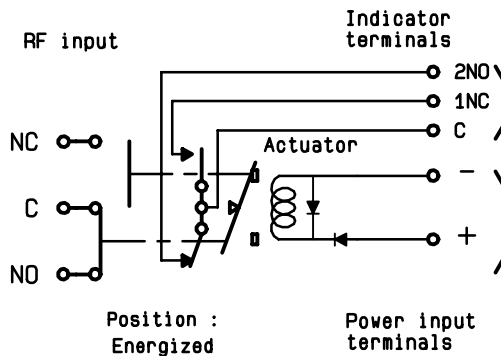 RF input
Indicator
terminals
2NO
1NC
C
NC
Actuator
C
-
+
NO
Position :
Energized
Power input
terminals